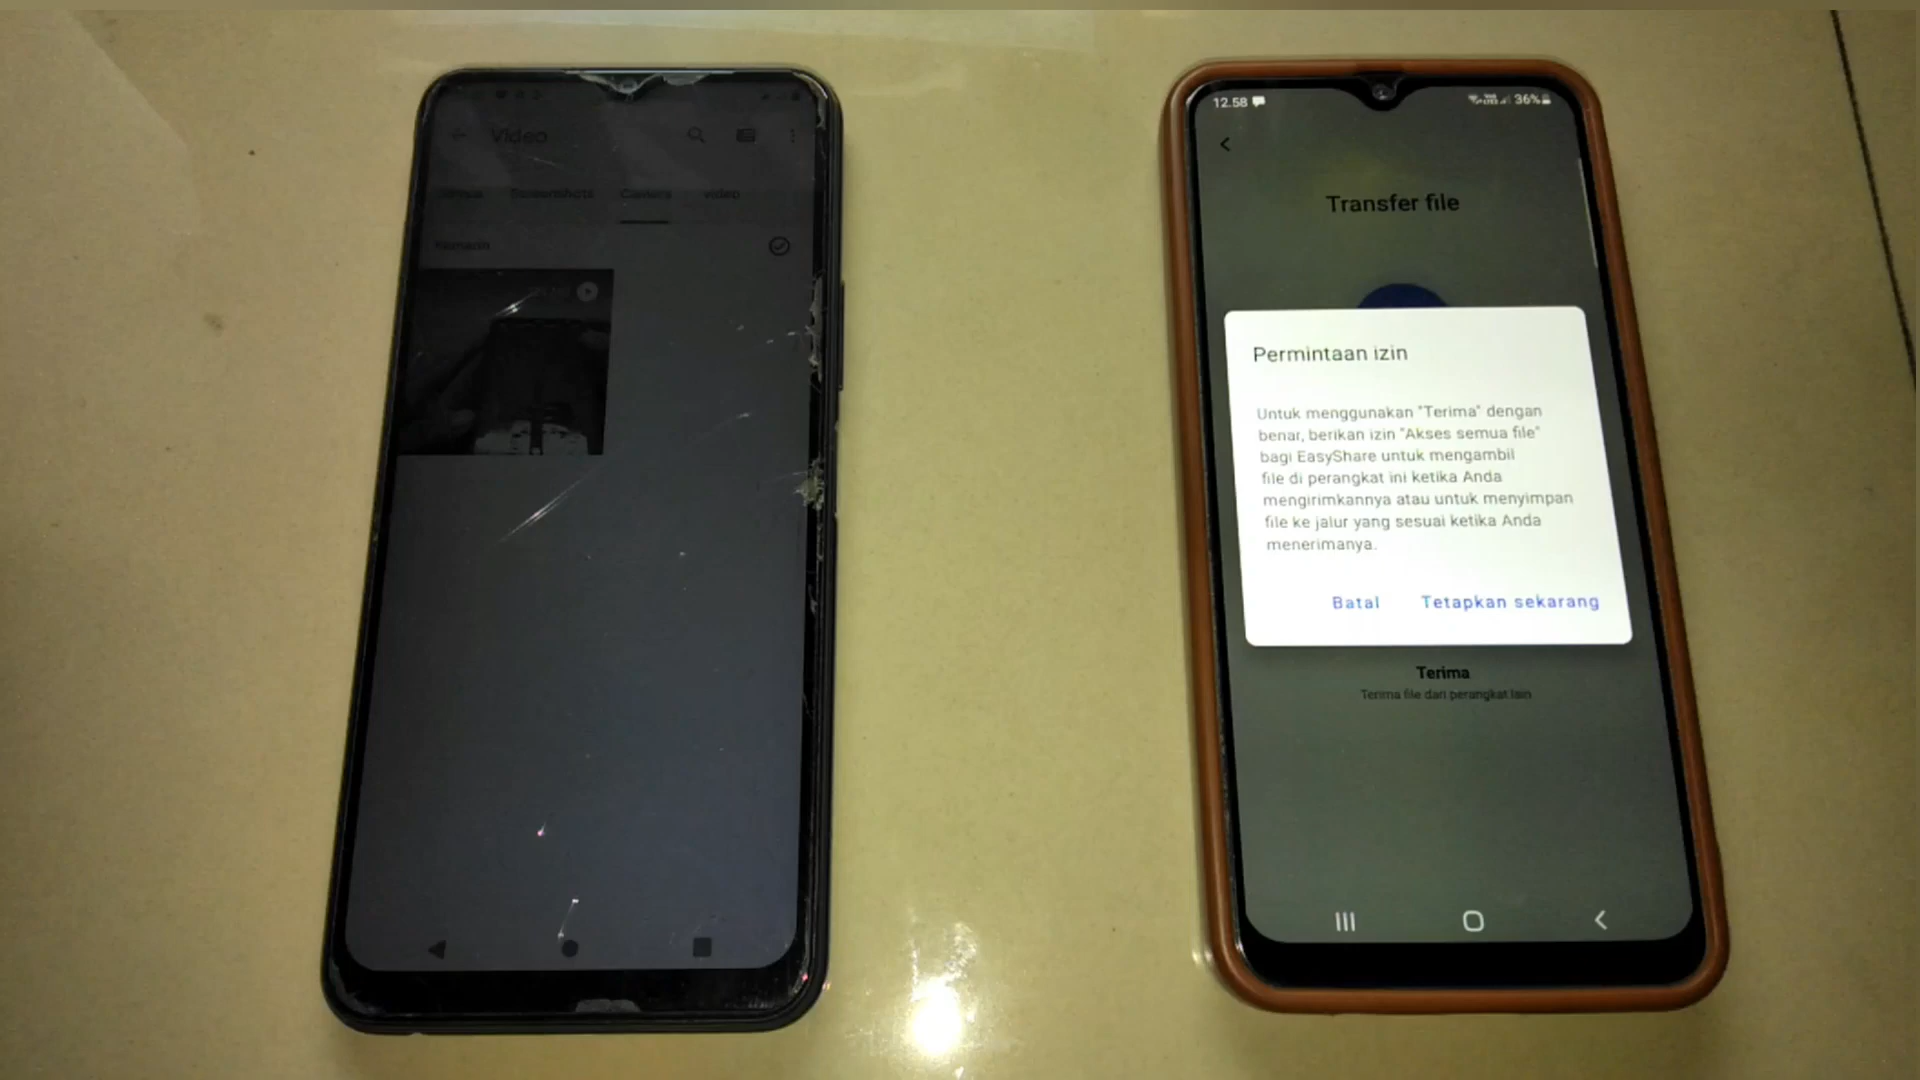 Video
Screenshots
Camera
video
Kemarin
12.58
36%
Transfer file
Permintaan izin
Untuk menggunakan "Terima" dengan
benar, berikan izin "Akses semua file"
bagi EasyShare untuk mengambil
file di perangkat ini ketika Anda
mengirimkannya atau untuk menyimpan
file ke jalur yang sesuai ketika Anda
menerimanya.
Batal
Tetapkan sekarang
Terima
Terima file dari perangkat lain